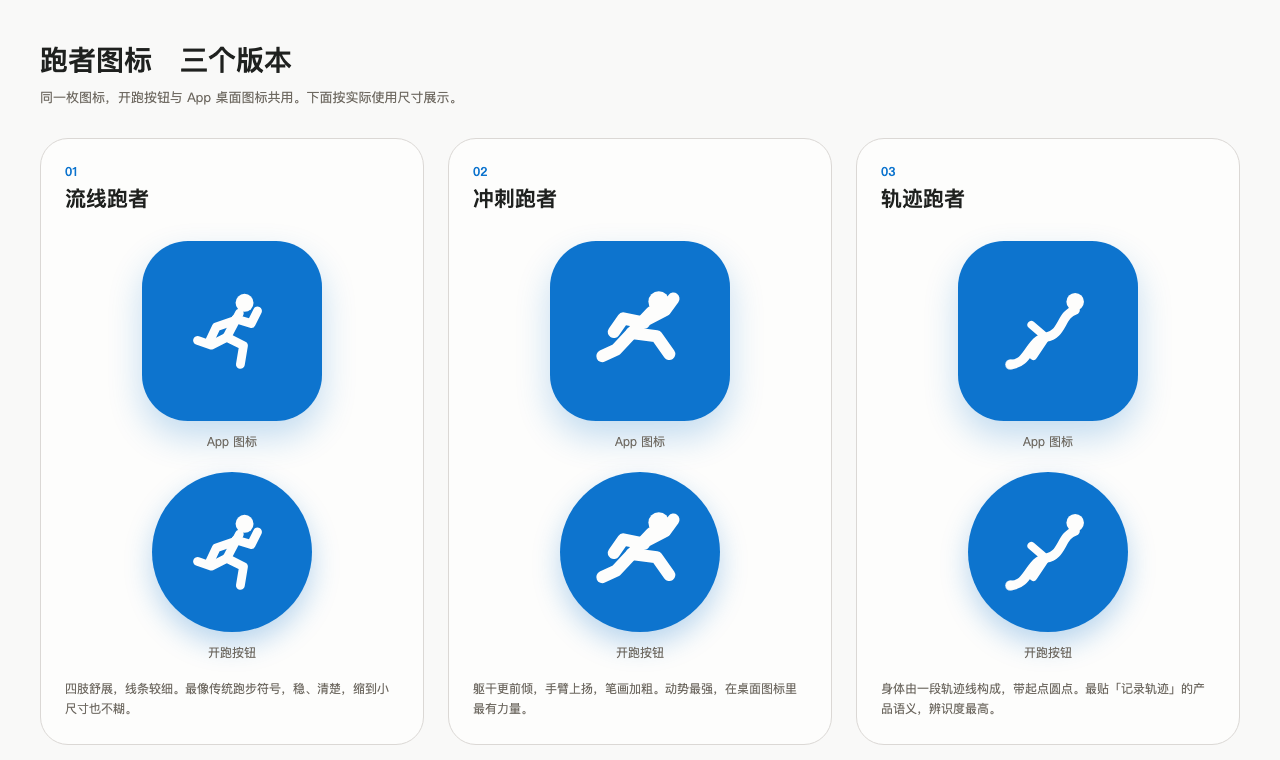 跑者图标　三个版本
同一枚图标，开跑按钮与 App 桌面图标共用。下面按实际使用尺寸展示。
01
流线跑者
App 图标
开跑按钮
四肢舒展，线条较细。最像传统跑步符号，稳、清楚，缩到小
尺寸也不糊。
02
冲刺跑者
App 图标
开跑按钮
躯干更前倾，手臂上扬，笔画加粗。动势最强，在桌面图标里
最有力量。
03
轨迹跑者
App 图标
开跑按钮
身体由一段轨迹线构成，带起点圆点。最贴「记录轨迹」的产
品语义，辨识度最高。